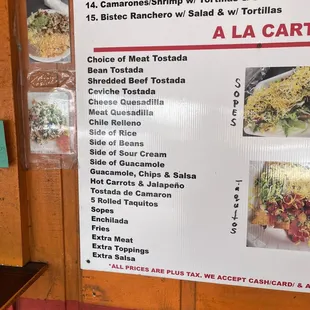 14. Camarones/Shrimp w/ Tortillas &
15. Bistec Ranchero w/ Salad & w/ Tortillas
A LA CART
Choice of Meat Tostada
Bean Tostada
Shredded Beef Tostada
Ceviche Tostada
Cheese Quesadilla
Meat Quesadilla
Chile Relleno
Side of Rice
Side of Beans
Side of Sour Cream
Side of Guacamole
Guacamole, Chips & Salsa
Hot Carrots & Jalapeño
Tostada de Camaron
5 Rolled Taquitos
Sopes
Enchilada
Fries
Extra Meat
Extra Toppings
Extra Salsa
Sopes
Taquitos
*ALL PRICES ARE PLUS TAX. WE ACCEPT CASH/CARD/ &